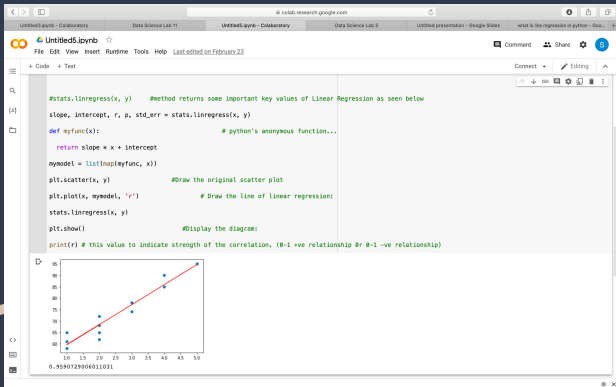 colab.research.google.com
Untitled5.ipynb - Colaboratory
Data Science Lab 11
Untitled5.ipynb - Colaboratory
Data Science Lab 5
Untitled presentation - Google Slides
what is line regression is python - Goo...
Untitled5.ipynb
Comment
Share
S
File Edit View Insert Runtime Tools Help Last edited on February 23
+ Code + Text
Connect
Editing
{x}
#stats.linregress(x, y) #method returns some important key values of Linear Regression as seen below
slope, intercept, r, p, std_err = stats.linregress(x, y)
def myfunc(x): # python's anonymous function...
return slope * x + intercept
mymodel = list(map(myfunc, x))
plt.scatter(x, y) #Draw the original scatter plot
plt.plot(x, mymodel, 'r') # Draw the line of linear regression:
stats.linregress(x, y)
plt.show() #Display the diagram:
print(r) # this value to indicate strength of the correlation. (0~1 +ve relationship 0r 0~1 -ve relationship)
95
90
85
80
75
70
65
60
1.0 1.5 2.0 2.5 3.0 3.5 4.0 4.5 5.0
0.9590729006011031